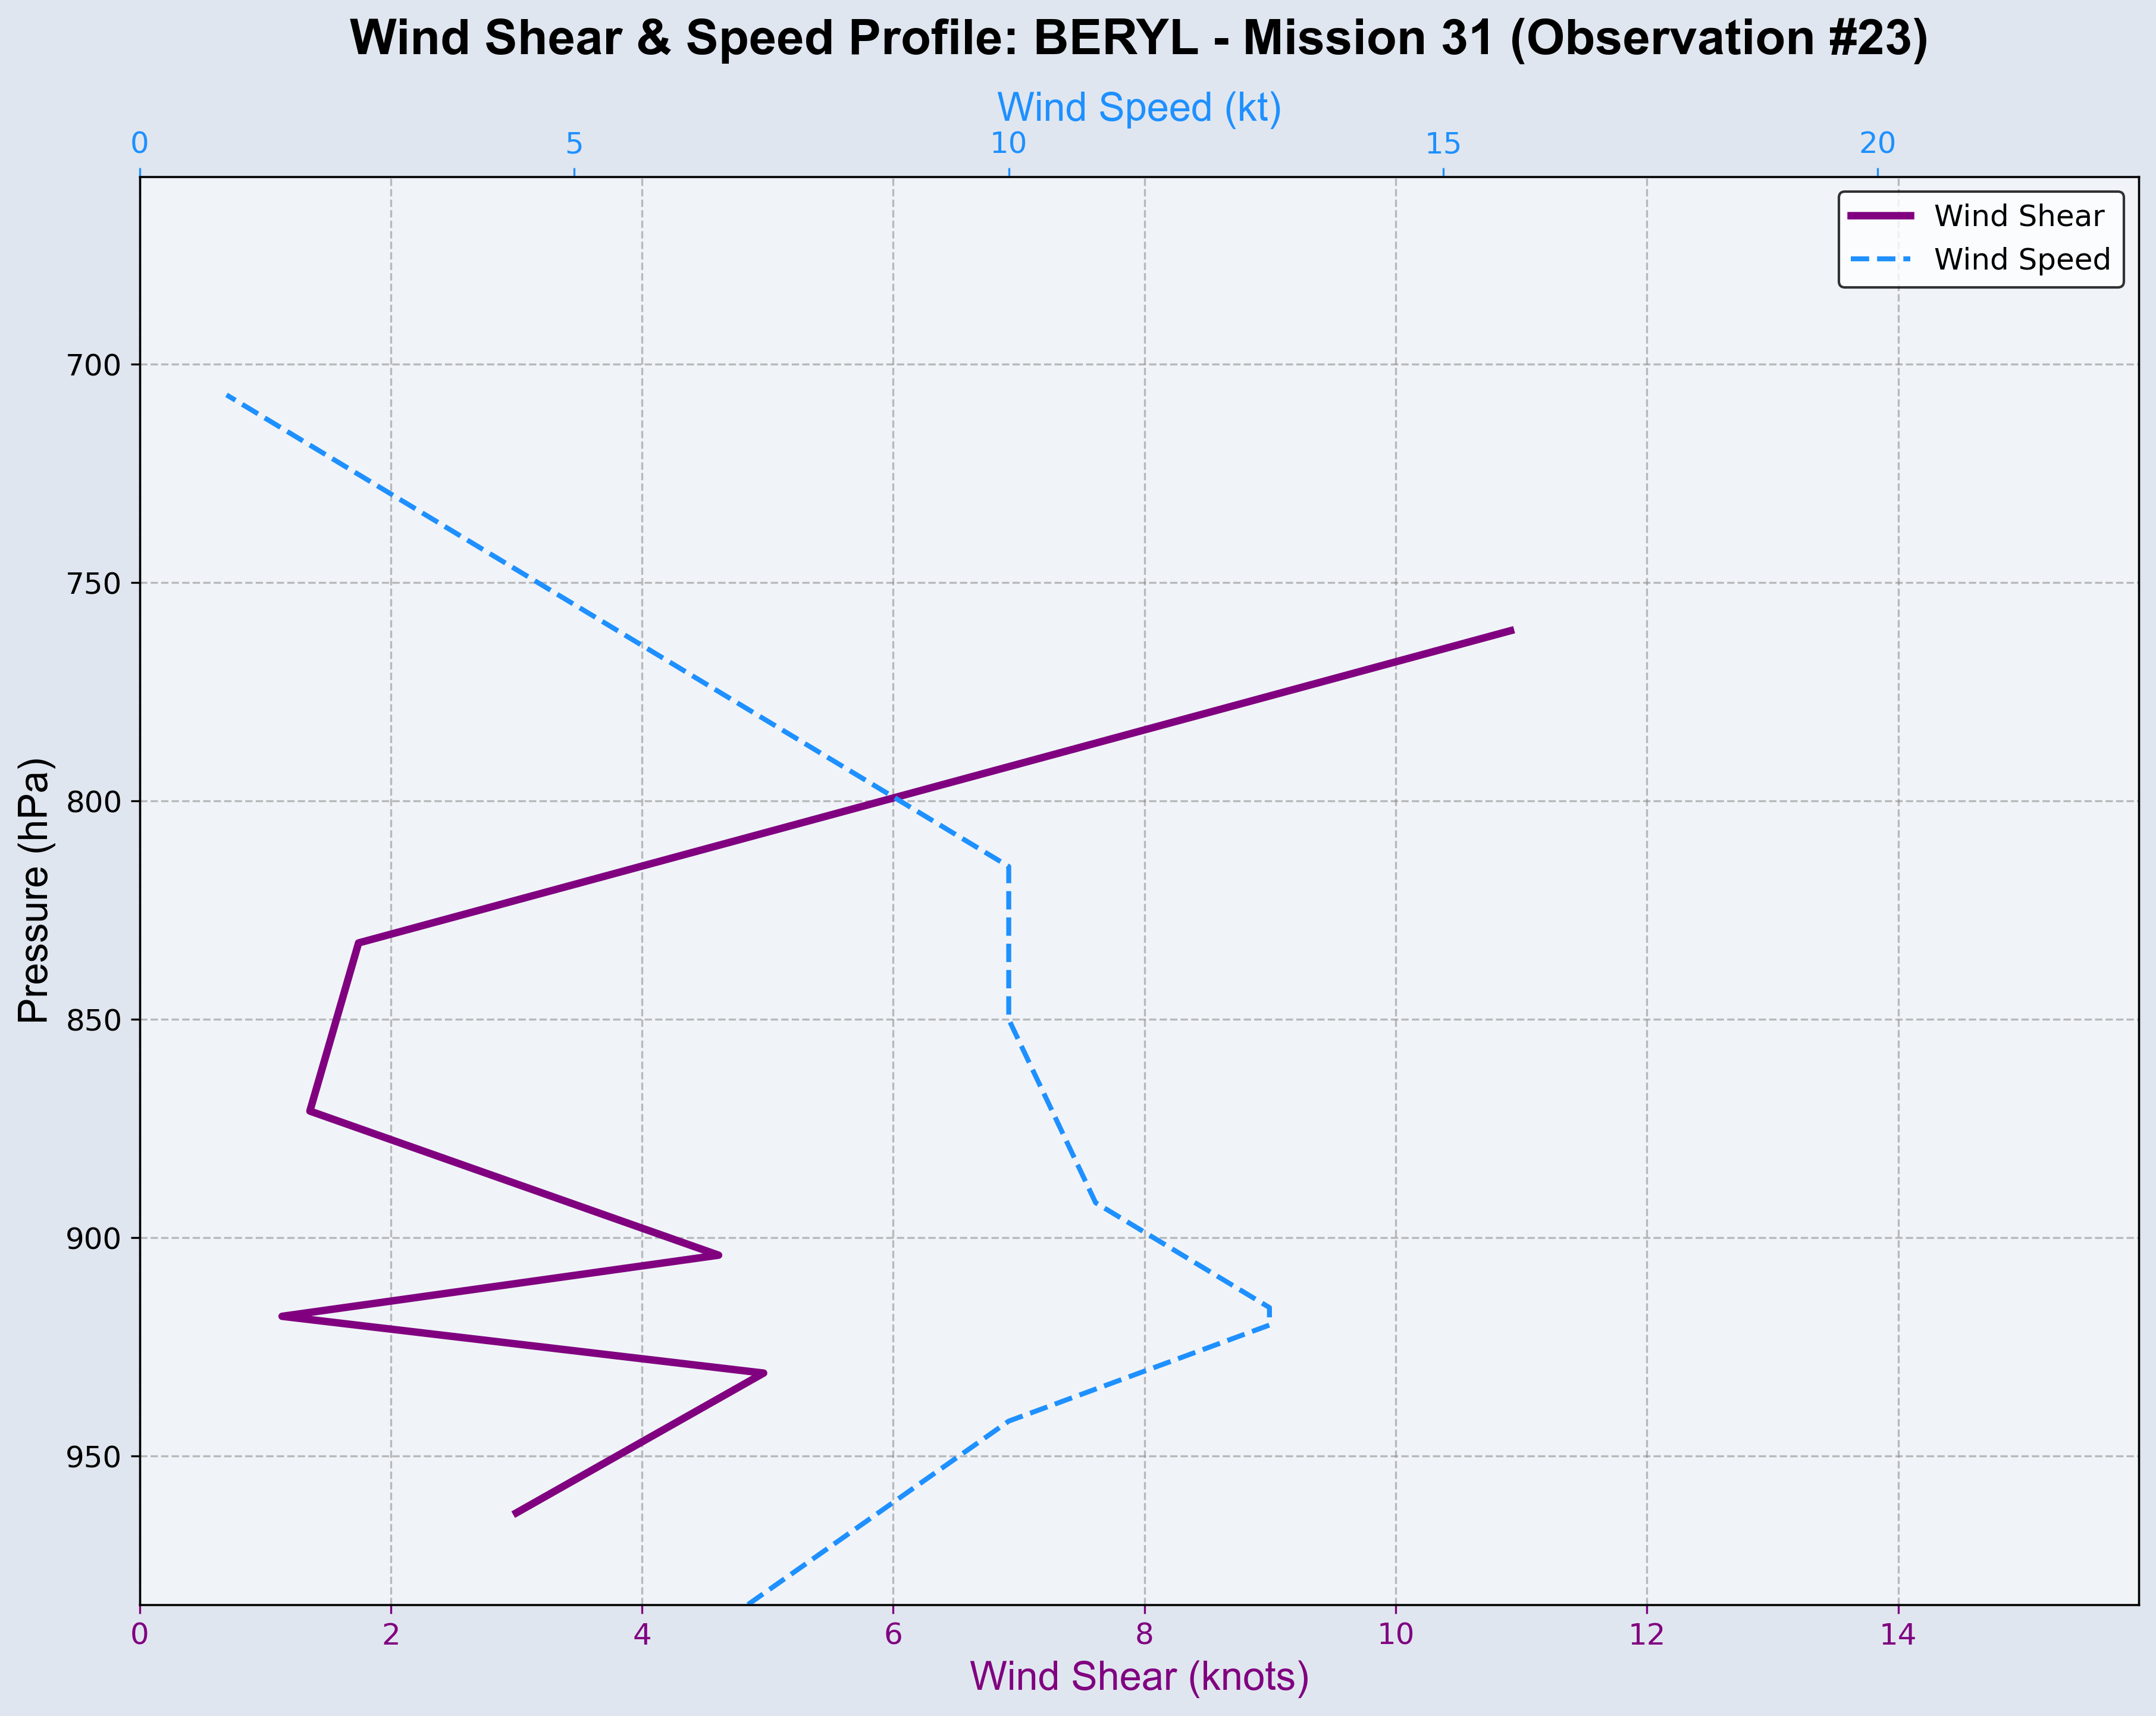 Wind Shear & Speed Profile: BERYL - Mission 31 (Observation #23)
Wind Speed (kt)
0 5 10 15 20
Wind Shear
Wind Speed
Pressure (hPa)
700
750
800
850
900
950
0 2 4 6 8 10 12 14
Wind Shear (knots)